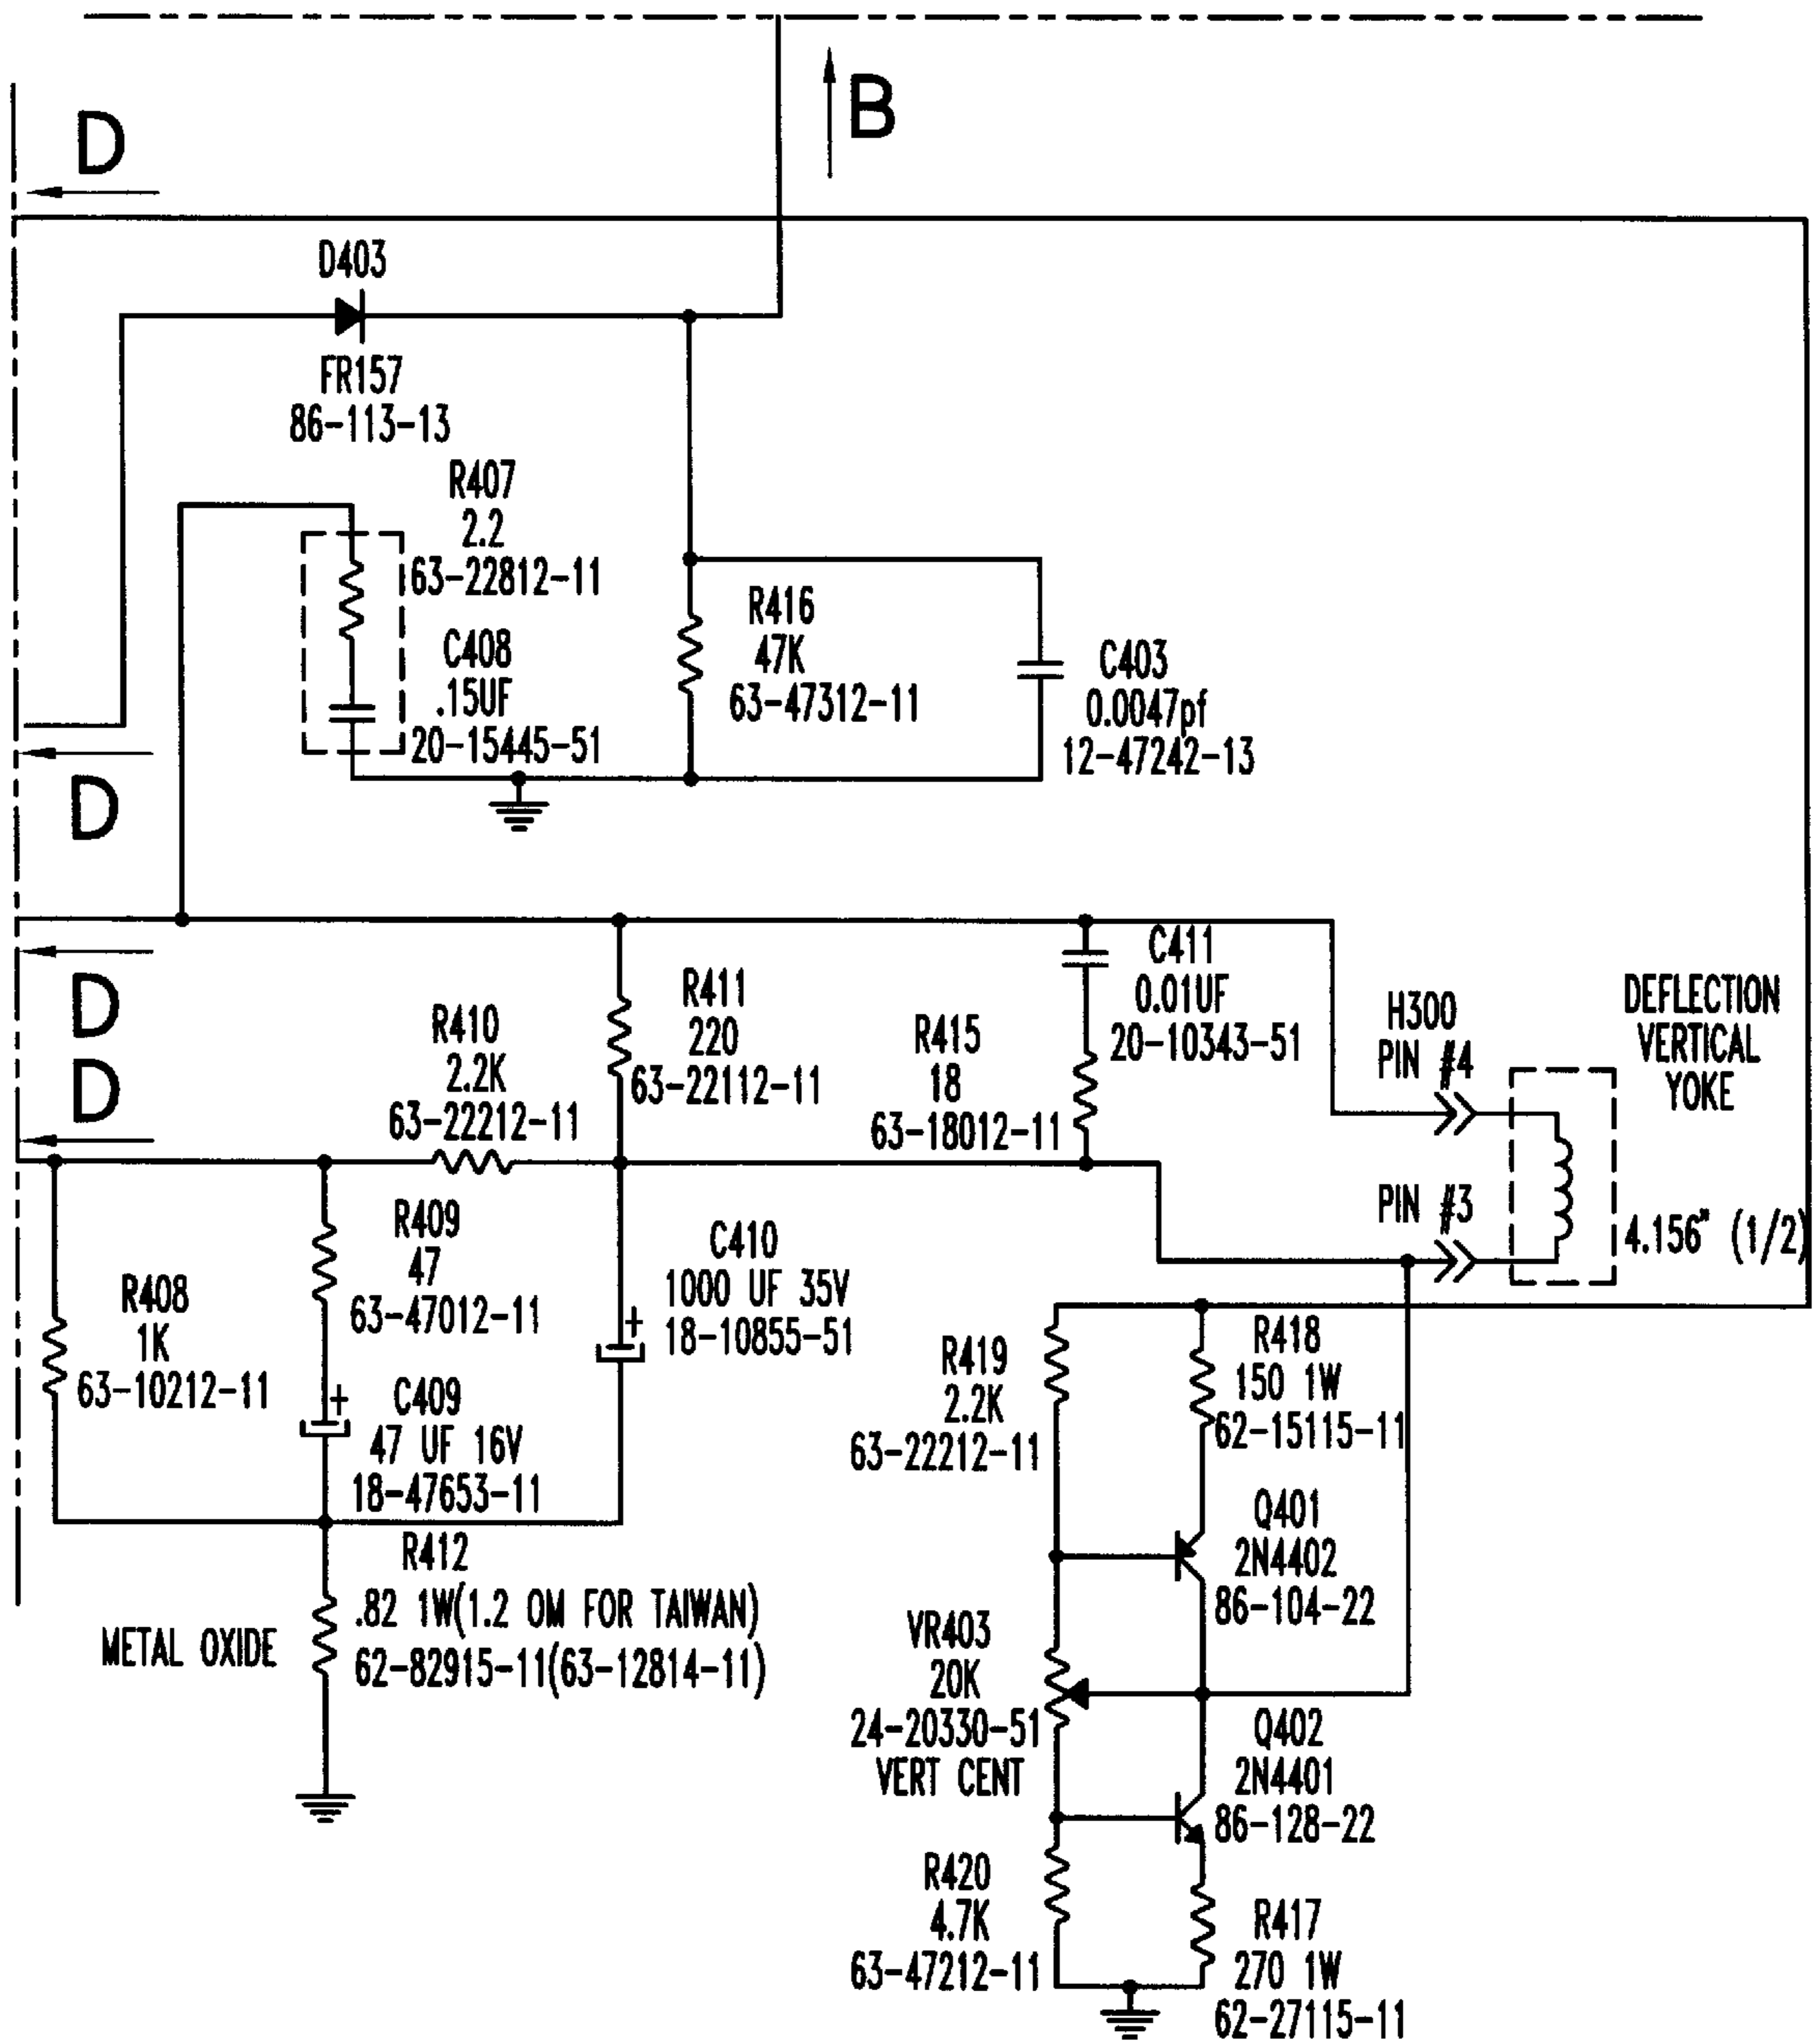 B
D
D403
FR157
86-113-13
R407
2.2
63-22812-11
C408
.15UF
20-15445-51
R416
47K
63-47312-11
C403
0.0047pf
12-47242-13
D
D
D
R410
2.2K
63-22212-11
R411
220
63-22112-11
C411
0.01UF
20-10343-51
R415
18
63-18012-11
H300
PIN #4
DEFLECTION
VERTICAL
YOKE
PIN #3
4.156" (1/2)
R408
1K
63-10212-11
R409
47
63-47012-11
+
C409
47 UF 16V
18-47653-11
C410
1000 UF 35V
18-10855-51
+
R412
.82 1W(1.2 OM FOR TAIWAN)
62-82915-11(63-12814-11)
METAL OXIDE
R419
2.2K
63-22212-11
R418
150 1W
62-15115-11
Q401
2N4402
86-104-22
VR403
20K
24-20330-51
VERT CENT
Q402
2N4401
86-128-22
R420
4.7K
63-47212-11
R417
270 1W
62-27115-11